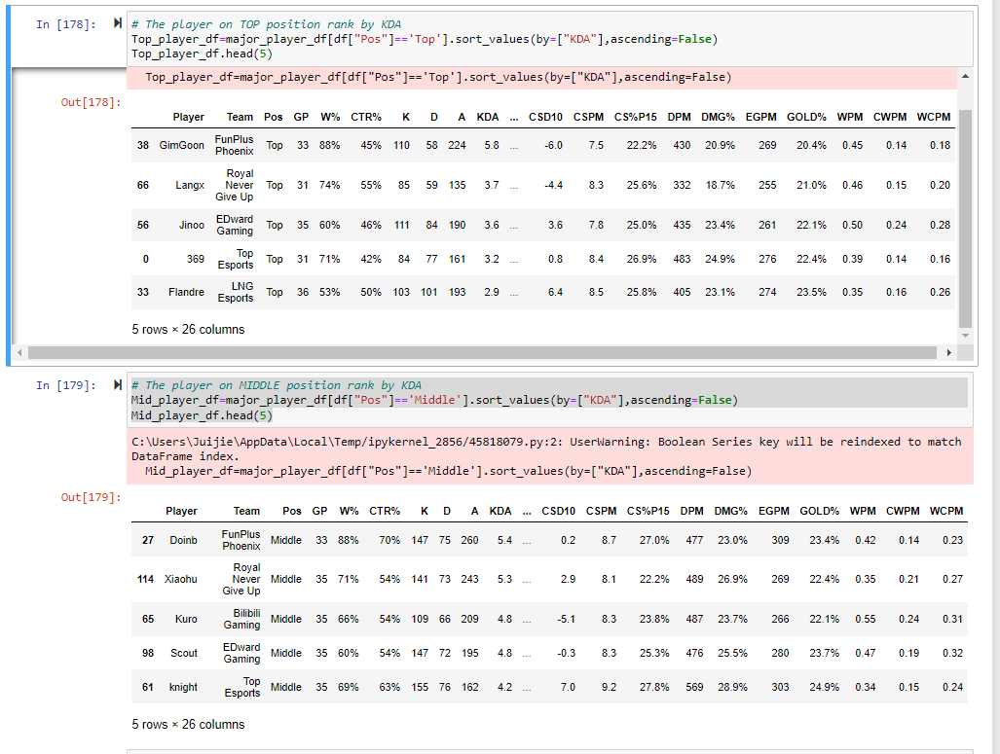 In [178]:
# The player on TOP position rank by KDA
Top_player_df=major_player_df[df["Pos"]=='Top'].sort_values(by=["KDA"],ascending=False)
Top_player_df.head(5)
Top_player_df=major_player_df[df["Pos"]=='Top'].sort_values(by=["KDA"],ascending=False)
Out[178]:
Player Team Pos GP W% CTR% K D A KDA ... CSD10 CSPM CS%P15 DPM DMG% EGPM GOLD% WPM CWPM WCPM
38 GimGoon FunPlus Phoenix Top 33 88% 45% 110 58 224 5.8 ... -6.0 7.5 22.2% 430 20.9% 269 20.4% 0.45 0.14 0.18
66 Langx Royal Never Give Up Top 31 74% 55% 85 59 135 3.7 ... -4.4 8.3 25.6% 332 18.7% 255 21.0% 0.46 0.15 0.20
56 Jinoo EDward Gaming Top 35 60% 46% 111 84 190 3.6 ... 3.6 7.8 25.0% 435 23.4% 261 22.1% 0.50 0.24 0.28
0 369 Top Esports Top 31 71% 42% 84 77 161 3.2 ... 0.8 8.4 26.9% 483 24.9% 276 22.4% 0.39 0.14 0.16
33 Flandre LNG Esports Top 36 53% 50% 103 101 193 2.9 ... 6.4 8.5 25.8% 405 23.1% 274 23.5% 0.35 0.16 0.26
5 rows × 26 columns
In [179]:
# The player on MIDDLE position rank by KDA
Mid_player_df=major_player_df[df["Pos"]=='Middle'].sort_values(by=["KDA"],ascending=False)
Mid_player_df.head(5)
C:\Users\Juijie\AppData\Local\Temp/ipykernel_2856/45818079.py:2: UserWarning: Boolean Series key will be reindexed to match
DataFrame index.
Mid_player_df=major_player_df[df["Pos"]=='Middle'].sort_values(by=["KDA"],ascending=False)
Out[179]:
Player Team Pos GP W% CTR% K D A KDA ... CSD10 CSPM CS%P15 DPM DMG% EGPM GOLD% WPM CWPM WCPM
27 Doinb FunPlus Phoenix Middle 33 88% 70% 147 75 260 5.4 ... 0.2 8.7 27.0% 477 23.0% 309 23.4% 0.42 0.14 0.23
114 Xiaohu Royal Never Give Up Middle 35 71% 54% 141 73 243 5.3 ... 2.9 8.1 22.2% 489 26.9% 269 22.4% 0.35 0.21 0.27
65 Kuro Bilibili Gaming Middle 35 66% 54% 109 66 209 4.8 ... -5.1 8.3 23.8% 487 23.7% 266 22.1% 0.55 0.24 0.31
98 Scout EDward Gaming Middle 35 60% 54% 147 72 195 4.8 ... -0.3 8.3 25.3% 476 25.5% 280 23.7% 0.47 0.19 0.32
61 knight Top Esports Middle 35 69% 63% 155 76 162 4.2 ... 7.0 9.2 27.8% 569 28.9% 303 24.9% 0.34 0.15 0.24
5 rows × 26 columns